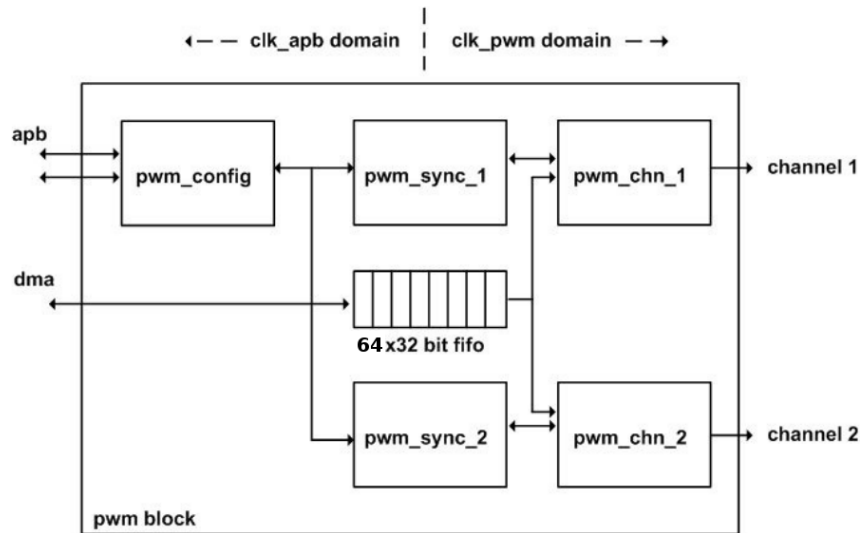 clk_apb domain clk_pwm domain
apb
pwm_config
pwm_sync_1
pwm_chn_1
channel 1
dma
64x32 bit fifo
pwm_sync_2
pwm_chn_2
channel 2
pwm block